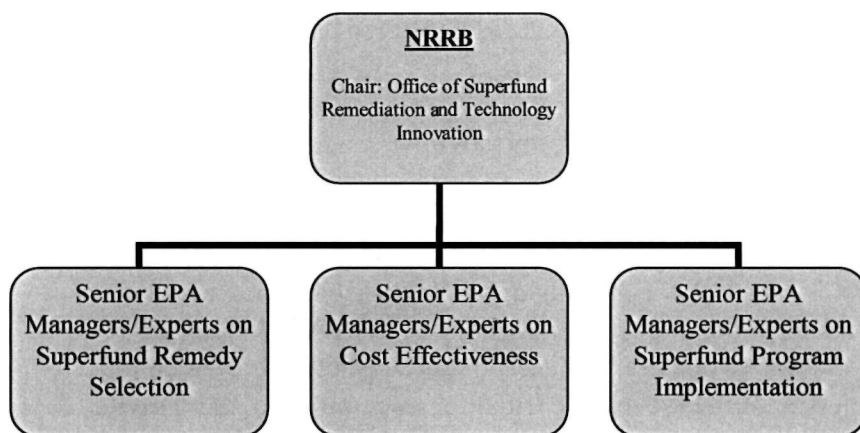 NRRB
Chair: Office of Superfund
Remediation and Technology
Innovation
Senior EPA
Managers/Experts on
Superfund Remedy
Selection
Senior EPA
Managers/Experts on
Cost Effectiveness
Senior EPA
Managers/Experts on
Superfund Program
Implementation